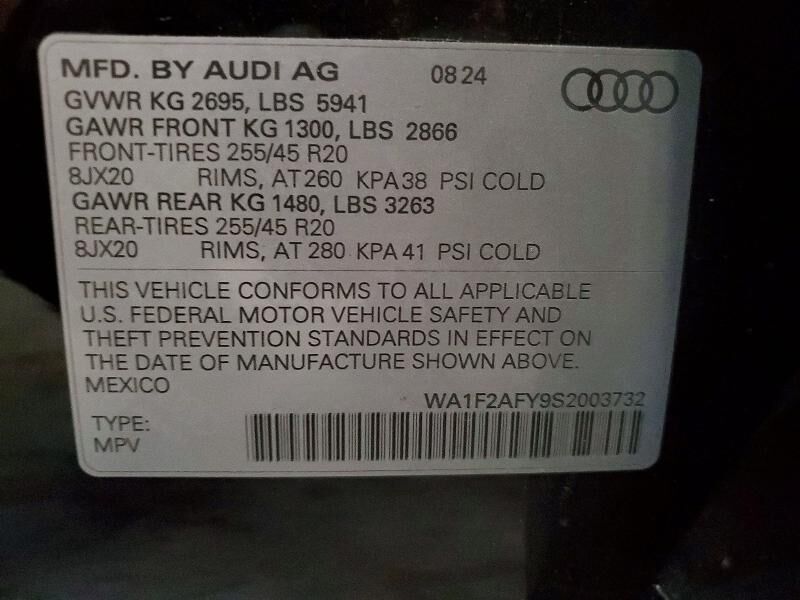 MFD. BY AUDI AG 08 24
GVWR KG 2695, LBS 5941
GAWR FRONT KG 1300, LBS 2866
FRONT-TIRES 255/45 R20
8JX20 RIMS, AT 260 KPA 38 PSI COLD
GAWR REAR KG 1480, LBS 3263
REAR-TIRES 255/45 R20
8JX20 RIMS, AT 280 KPA 41 PSI COLD
THIS VEHICLE CONFORMS TO ALL APPLICABLE
U.S. FEDERAL MOTOR VEHICLE SAFETY AND
THEFT PREVENTION STANDARDS IN EFFECT ON
THE DATE OF MANUFACTURE SHOWN ABOVE.
MEXICO
WA1F2AFY9S2003732
TYPE:
MPV